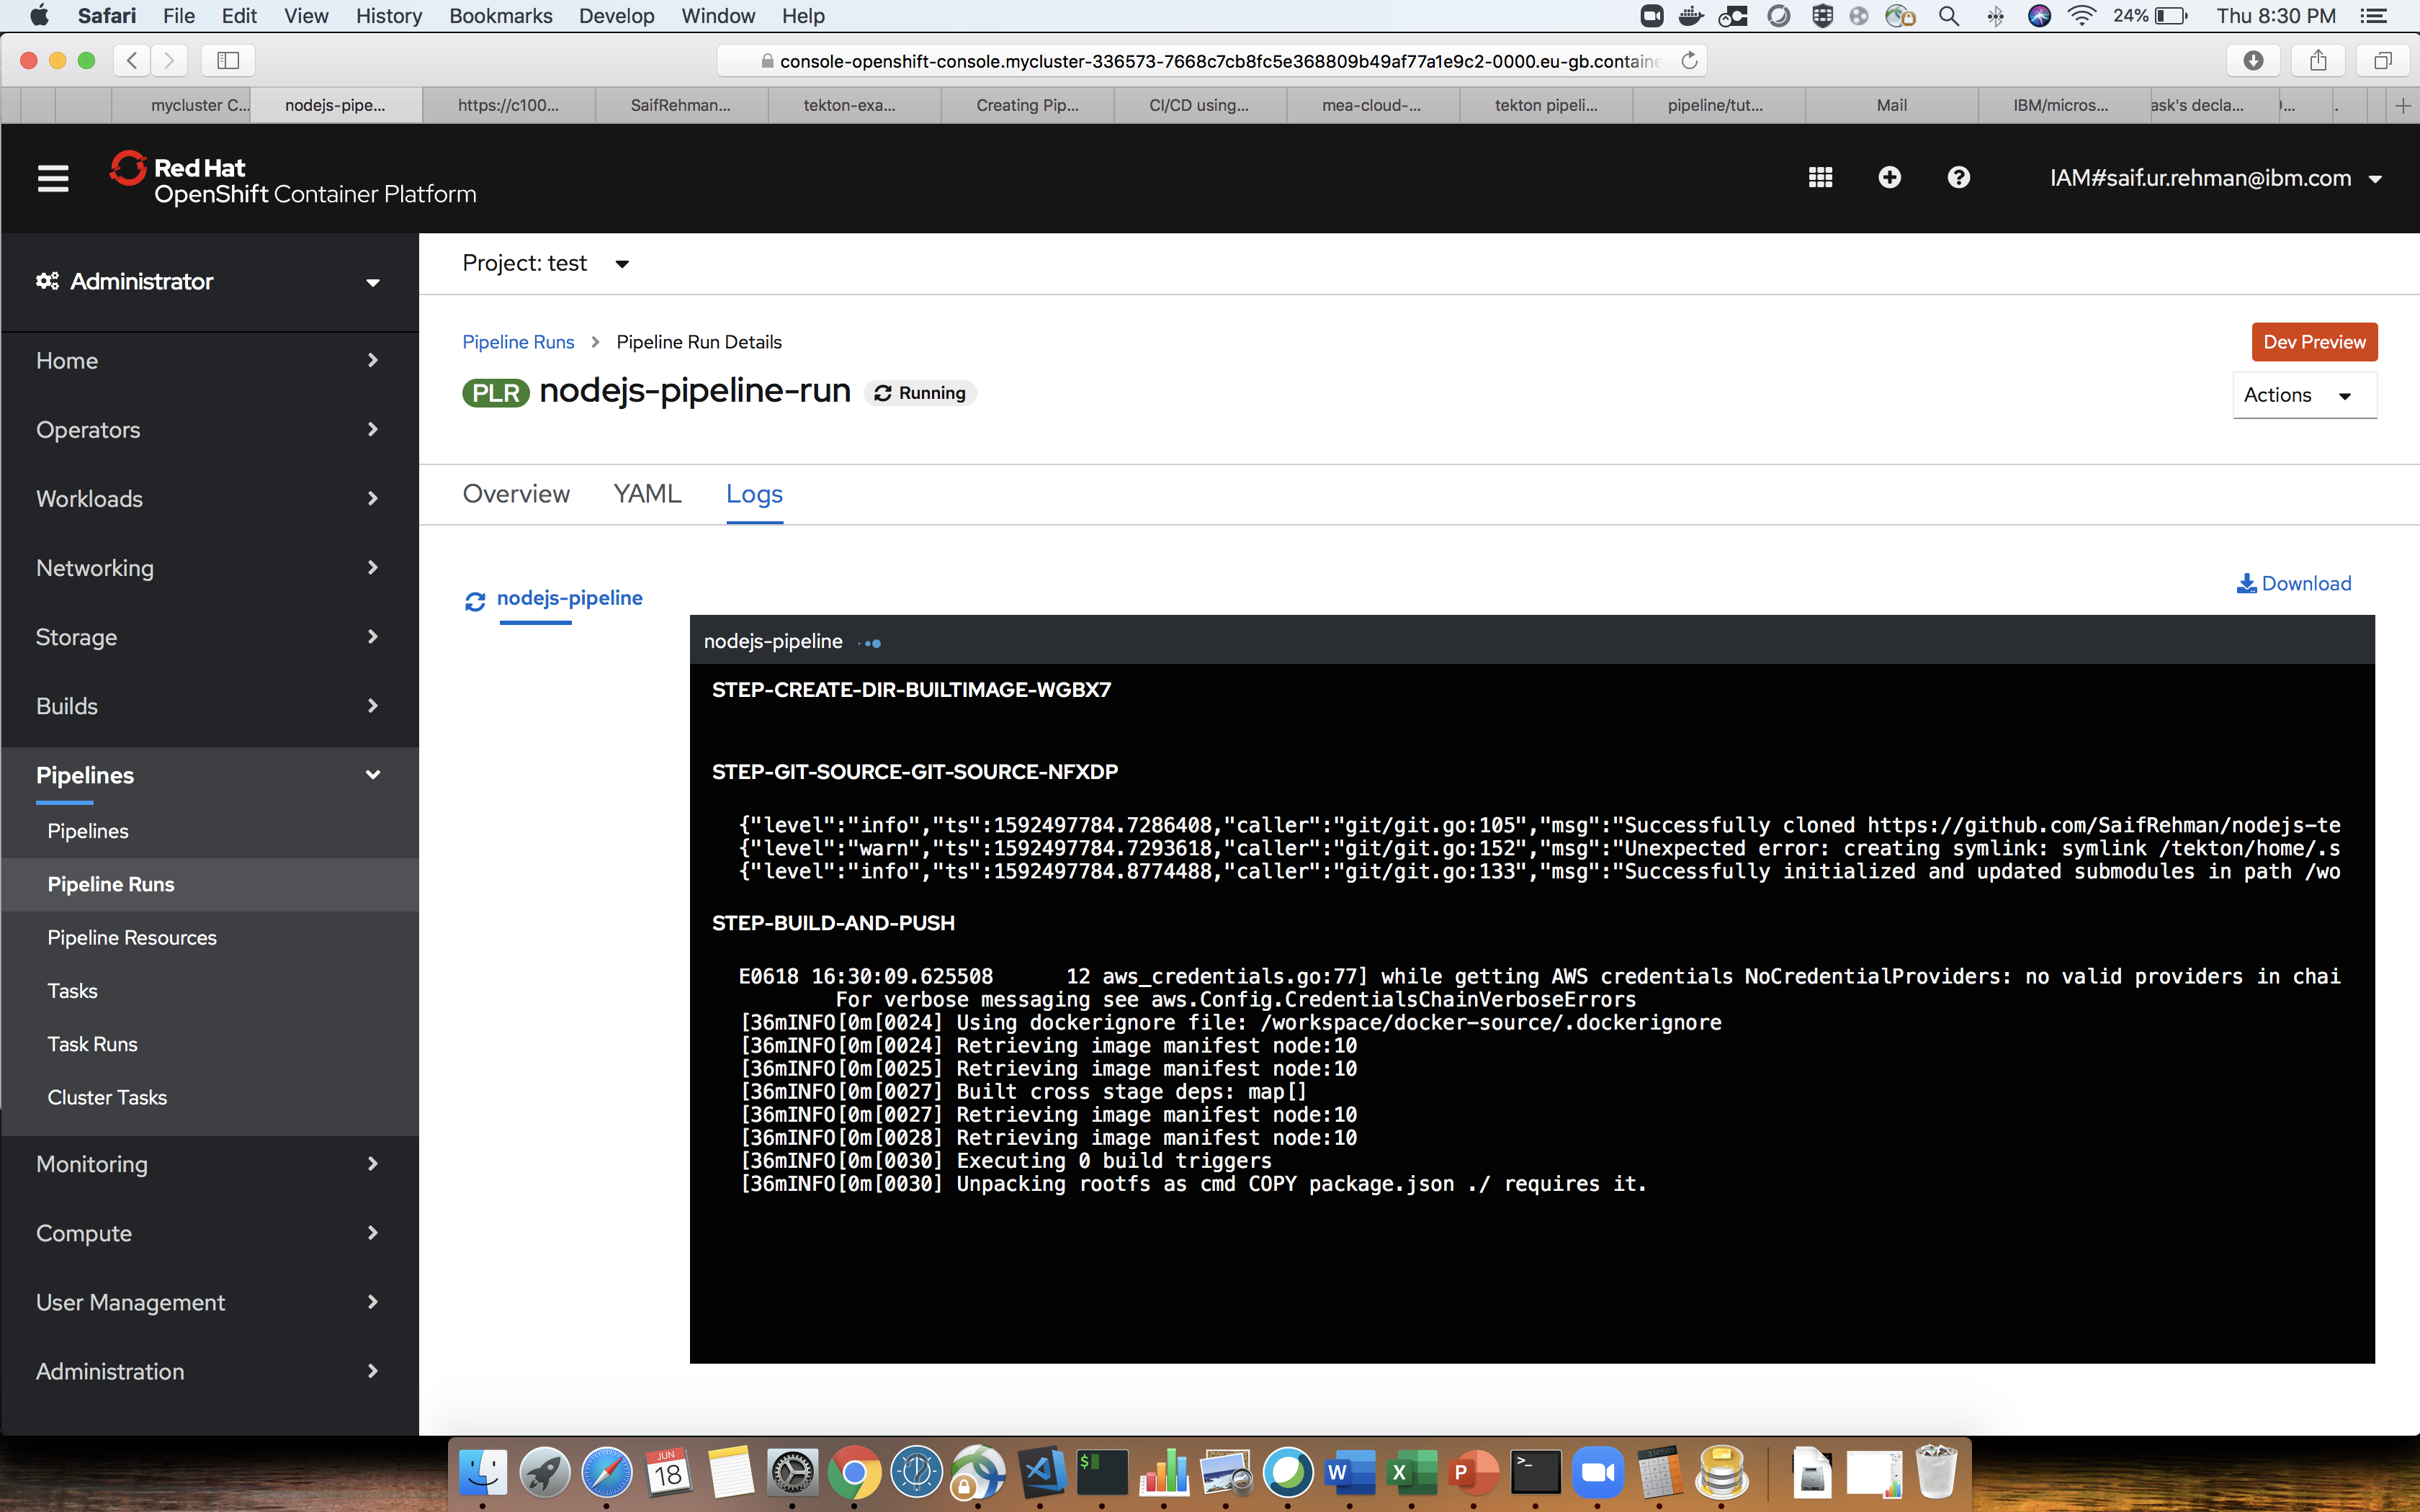 Safari File Edit View History Bookmarks Develop Window Help 24% Thu 8:30 PM
console-openshift-console.mycluster-336573-7668c7cb8fc5e368809b49af77a1e9c2-0000.eu-gb.containe
mycluster C... nodejs-pipe... https://c100... SaifRehman... tekton-exa... Creating Pip... CI/CD using... mea-cloud-... tekton pipeli... pipeline/tut... Mail IBM/micros... ask's decla... ... .
Red Hat
OpenShift Container Platform
IAM#saif.ur.rehman@ibm.com
Administrator
Home
Operators
Workloads
Networking
Storage
Builds
Pipelines
Pipelines
Pipeline Runs
Pipeline Resources
Tasks
Task Runs
Cluster Tasks
Monitoring
Compute
User Management
Administration
Project: test
Pipeline Runs > Pipeline Run Details
Dev Preview
PLR nodejs-pipeline-run Running
Actions
Overview YAML Logs
Download
nodejs-pipeline
nodejs-pipeline
STEP-CREATE-DIR-BUILTIMAGE-WGBX7
STEP-GIT-SOURCE-GIT-SOURCE-NFXDP
{"level":"info","ts":1592497784.7286408,"caller":"git/git.go:105","msg":"Successfully cloned https://github.com/SaifRehman/nodejs-te
{"level":"warn","ts":1592497784.7293618,"caller":"git/git.go:152","msg":"Unexpected error: creating symlink: symlink /tekton/home/.s
{"level":"info","ts":1592497784.8774488,"caller":"git/git.go:133","msg":"Successfully initialized and updated submodules in path /wo
STEP-BUILD-AND-PUSH
E0618 16:30:09.625508 12 aws_credentials.go:77] while getting AWS credentials NoCredentialProviders: no valid providers in chai
For verbose messaging see aws.Config.CredentialsChainVerboseErrors
[36mINFO[0m[0024] Using dockerignore file: /workspace/docker-source/.dockerignore
[36mINFO[0m[0024] Retrieving image manifest node:10
[36mINFO[0m[0025] Retrieving image manifest node:10
[36mINFO[0m[0027] Built cross stage deps: map[]
[36mINFO[0m[0027] Retrieving image manifest node:10
[36mINFO[0m[0028] Retrieving image manifest node:10
[36mINFO[0m[0030] Executing 0 build triggers
[36mINFO[0m[0030] Unpacking rootfs as cmd COPY package.json ./ requires it.
JUN
18